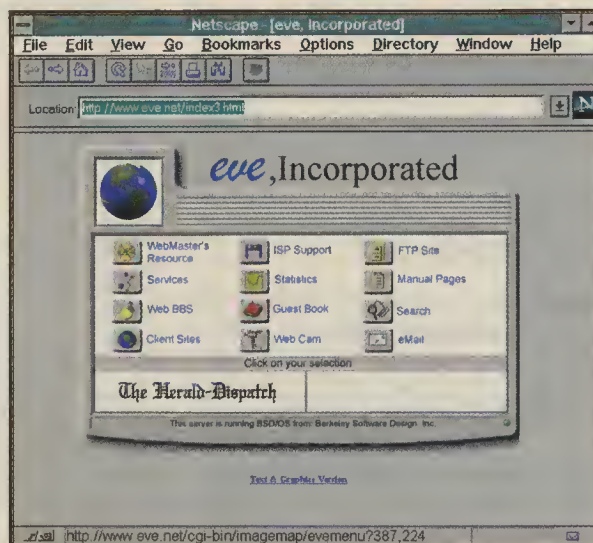 Netscape - [eve, Incorporated]
File Edit View Go Bookmarks Options Directory Window Help
Location: http://www.eve.net/index3.html
N
eve, Incorporated
WebMaster's Resource
ISP Support
FTP Site
Services
Statistics
Manual Pages
Web BBS
Guest Book
Search
Client Sites
Web Cam
eMail
Click on your selection
The Herald-Dispatch
This server is running BSD/OS from: Berkeley Software Design, Inc.
Text & Graphics Version
http://www.eve.net/cgi-bin/imagemap/evemenu?387,224